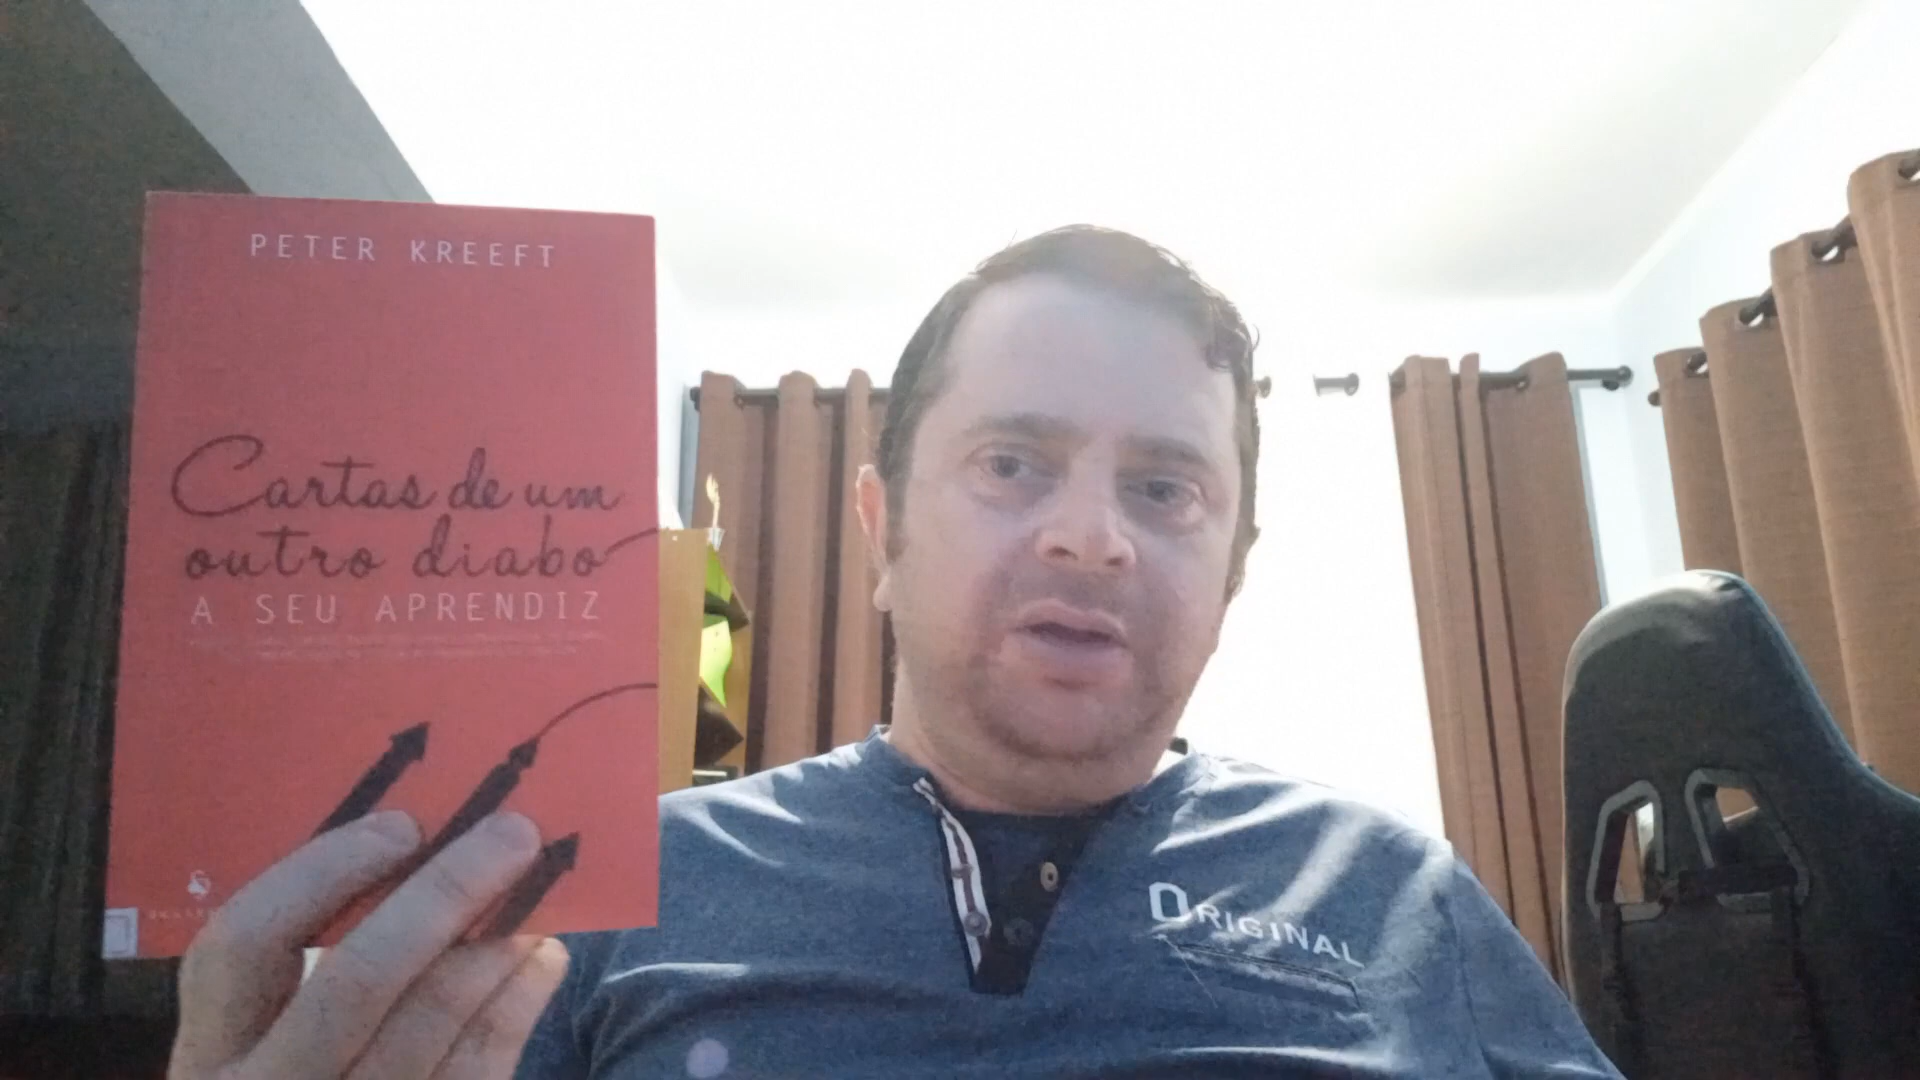 PETER KREEFT
Cartas de um
outro diabo
A SEU APRENDIZ
ORIGINAL